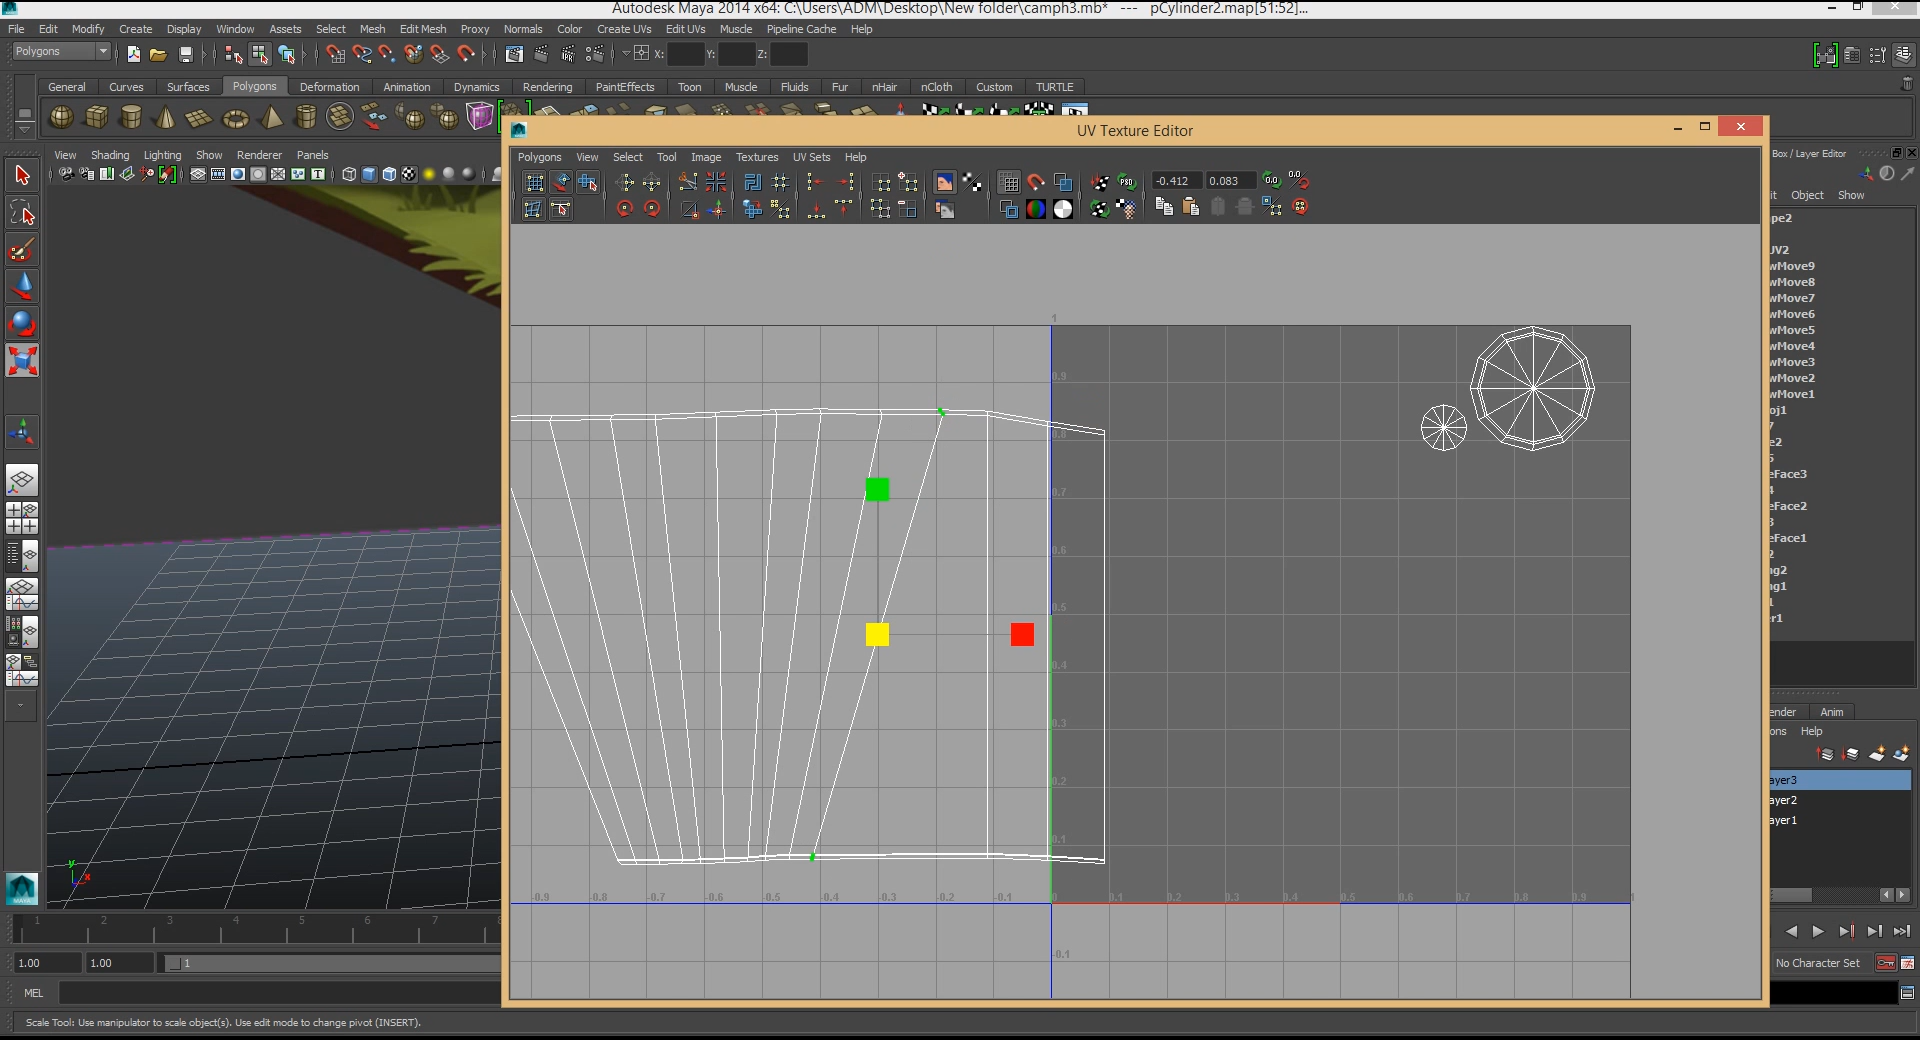 Autodesk Maya 2014 x64: C:\Users\ADM\Desktop\New folder\camph3.mb* --- pCylinder2.map[51:52]...
File Edit Modify Create Display Window Assets Select Mesh Edit Mesh Proxy Normals Color Create UVs Edit UVs Muscle Pipeline Cache Help
Polygons X: Y: Z:
General Curves Surfaces Polygons Deformation Animation Dynamics Rendering PaintEffects Toon Muscle Fluids Fur nHair nCloth Custom TURTLE
UV Texture Editor
View Shading Lighting Show Renderer Panels
Box / Layer Editor
Polygons View Select Tool Image Textures UV Sets Help
-0.412 0.083
it Object Show
pe2
UV2
wMove9
wMove8
wMove7
wMove6
wMove5
wMove4
wMove3
wMove2
wMove1
oj1
e2
eFace3
eFace2
eFace1
ng2
ng1
r1
1
0.9
0.8
0.7
0.6
0.5
0.4
0.3
0.2
0.1
-0.9 -0.8 -0.7 -0.6 -0.5 -0.4 -0.3 -0.2 -0.1 0 0.1 0.2 0.3 0.4 0.5 0.6 0.7 0.8 0.9 1
-0.1
ender Anim
ons Help
ayer3
ayer2
ayer1
y x
MAYA
1 2 3 4 5 6 7 8
1.00 1.00 1
No Character Set
MEL
Scale Tool: Use manipulator to scale object(s). Use edit mode to change pivot (INSERT).